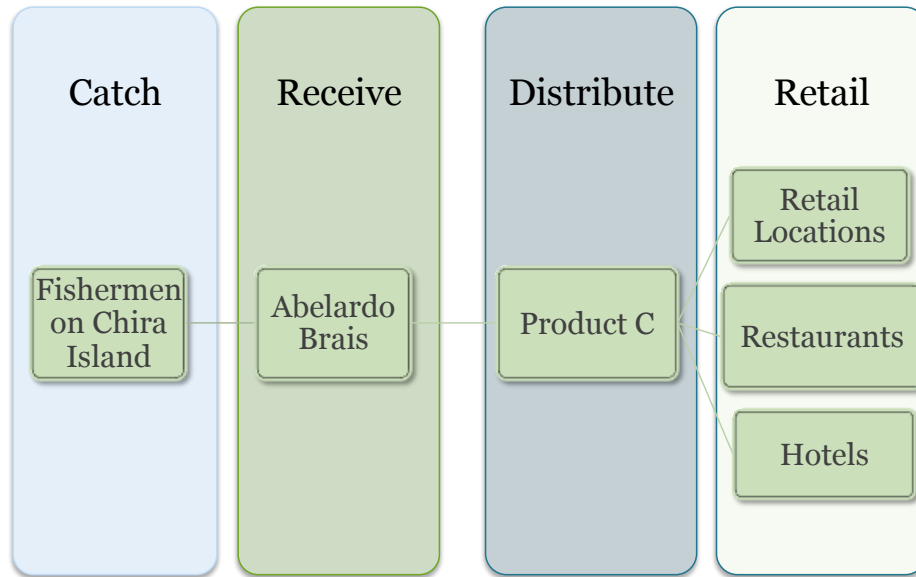 Catch
Receive
Distribute
Retail
Fishermen
on Chira
Island
Abelardo
Brais
Product C
Retail
Locations
Restaurants
Hotels